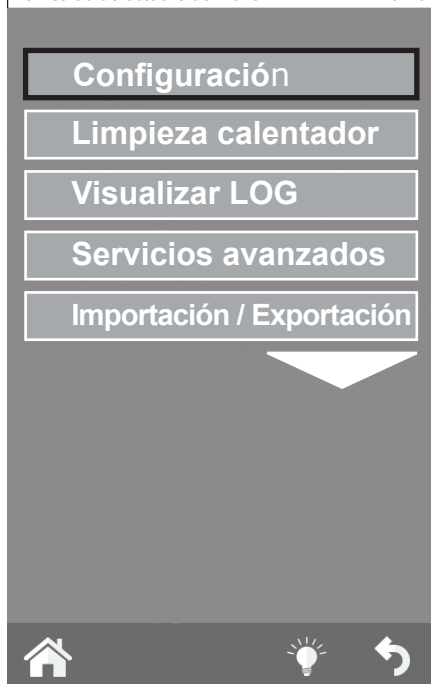 Configuración
Limpieza calentador
Visualizar LOG
Servicios avanzados
Importación / Exportación